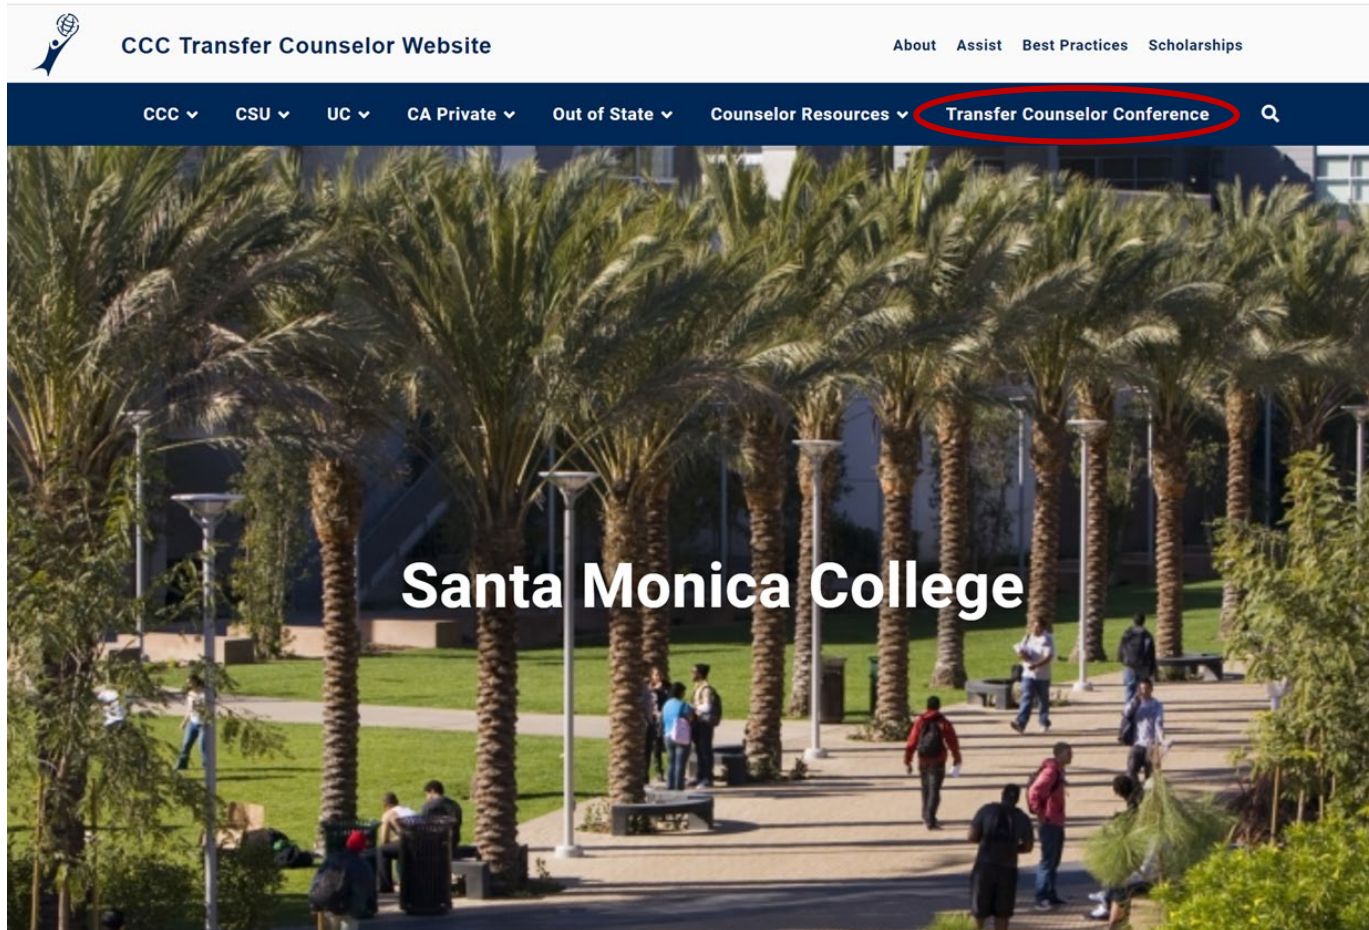 CCC Transfer Counselor Website
About Assist Best Practices Scholarships
CCC CSU UC CA Private Out of State Counselor Resources Transfer Counselor Conference
Santa Monica College